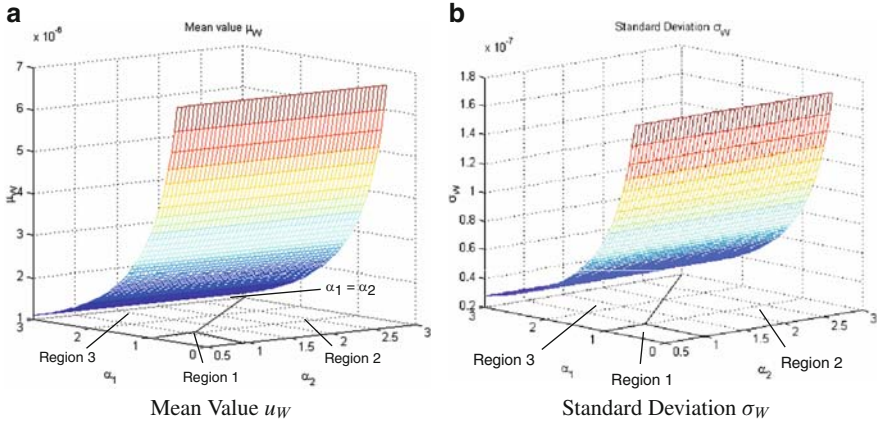 a
Mean value μW
x 10-6
7
6
5
4
3
2
1
μW
3
2
1
0
0.5
1
1.5
2
2.5
3
α1 = α2
Region 3
Region 1
Region 2
α1
α2
Mean Value uW
b
Standard Deviation σW
x 10-7
1.8
1.6
1.4
1.2
1
0.8
0.6
0.4
0.2
σW
3
2
1
0
0.5
1
1.5
2
2.5
3
Region 3
Region 1
Region 2
α1
α2
Standard Deviation σW